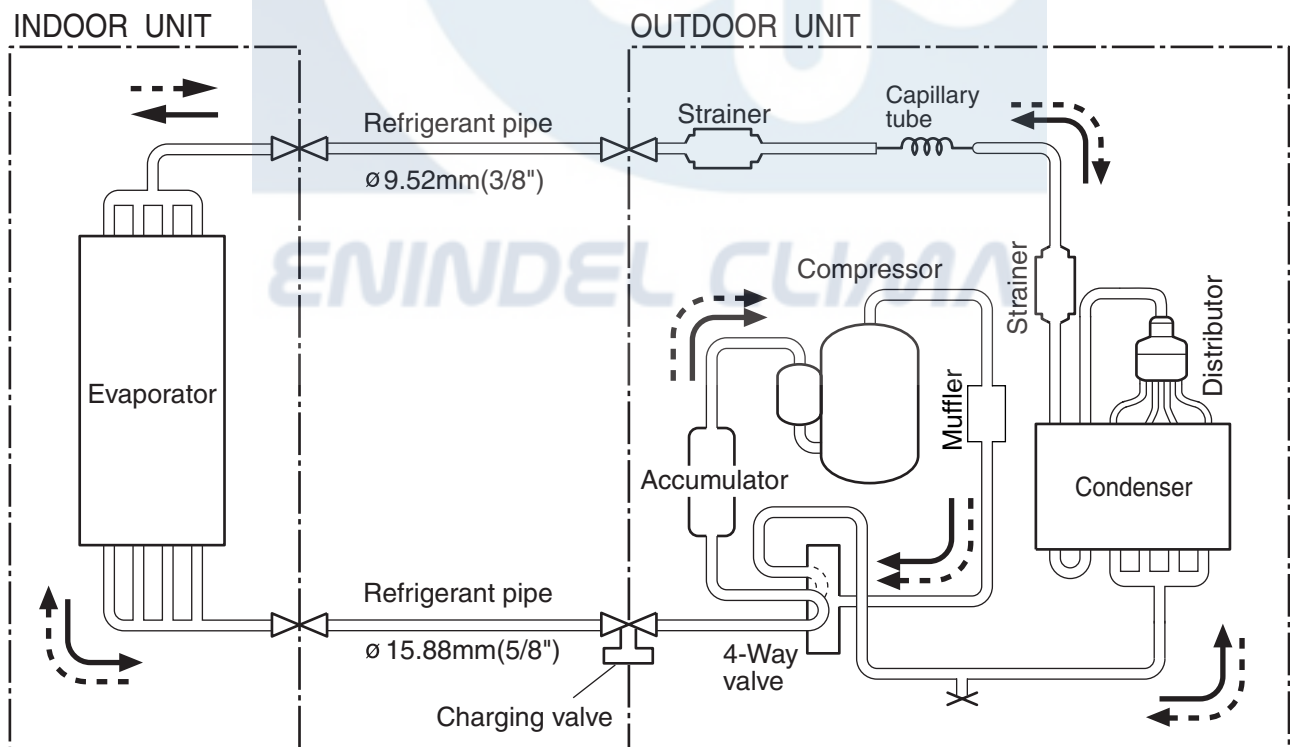 INDOOR UNIT
OUTDOOR UNIT
Refrigerant pipe
ø9.52mm(3/8")
Strainer
Capillary
tube
ENINDEL CLIMA
Compressor
Strainer
Distributor
Evaporator
Muffler
Accumulator
Condenser
Refrigerant pipe
ø 15.88mm(5/8")
4-Way
valve
Charging valve